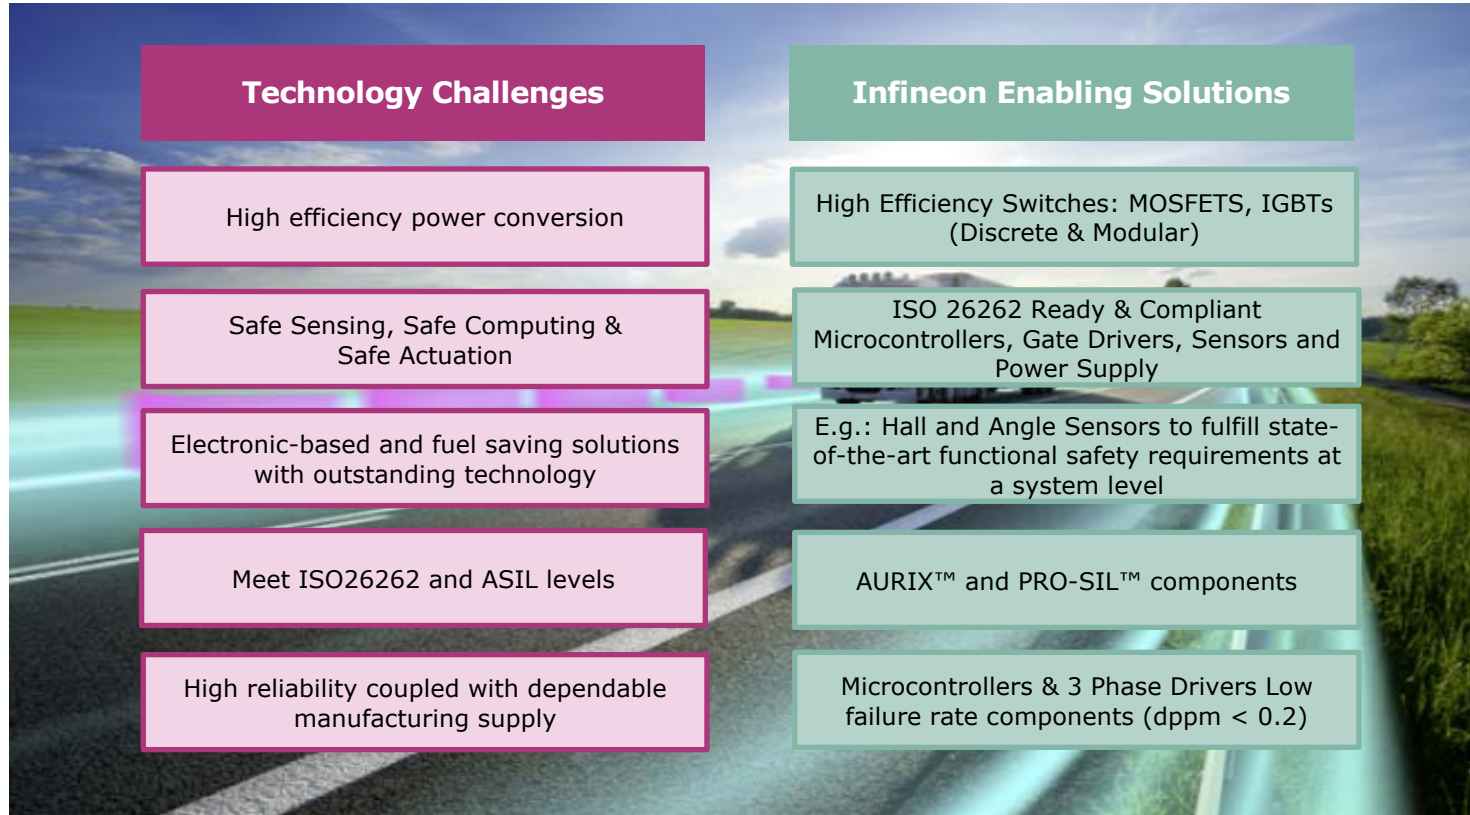 Technology Challenges
Infineon Enabling Solutions
High efficiency power conversion
High Efficiency Switches: MOSFETS, IGBTs
(Discrete & Modular)
Safe Sensing, Safe Computing &
Safe Actuation
ISO 26262 Ready & Compliant
Microcontrollers, Gate Drivers, Sensors and
Power Supply
Electronic-based and fuel saving solutions
with outstanding technology
E.g.: Hall and Angle Sensors to fulfill state-
of-the-art functional safety requirements at
a system level
Meet ISO26262 and ASIL levels
AURIX™ and PRO-SIL™ components
High reliability coupled with dependable
manufacturing supply
Microcontrollers & 3 Phase Drivers Low
failure rate components (dppm < 0.2)